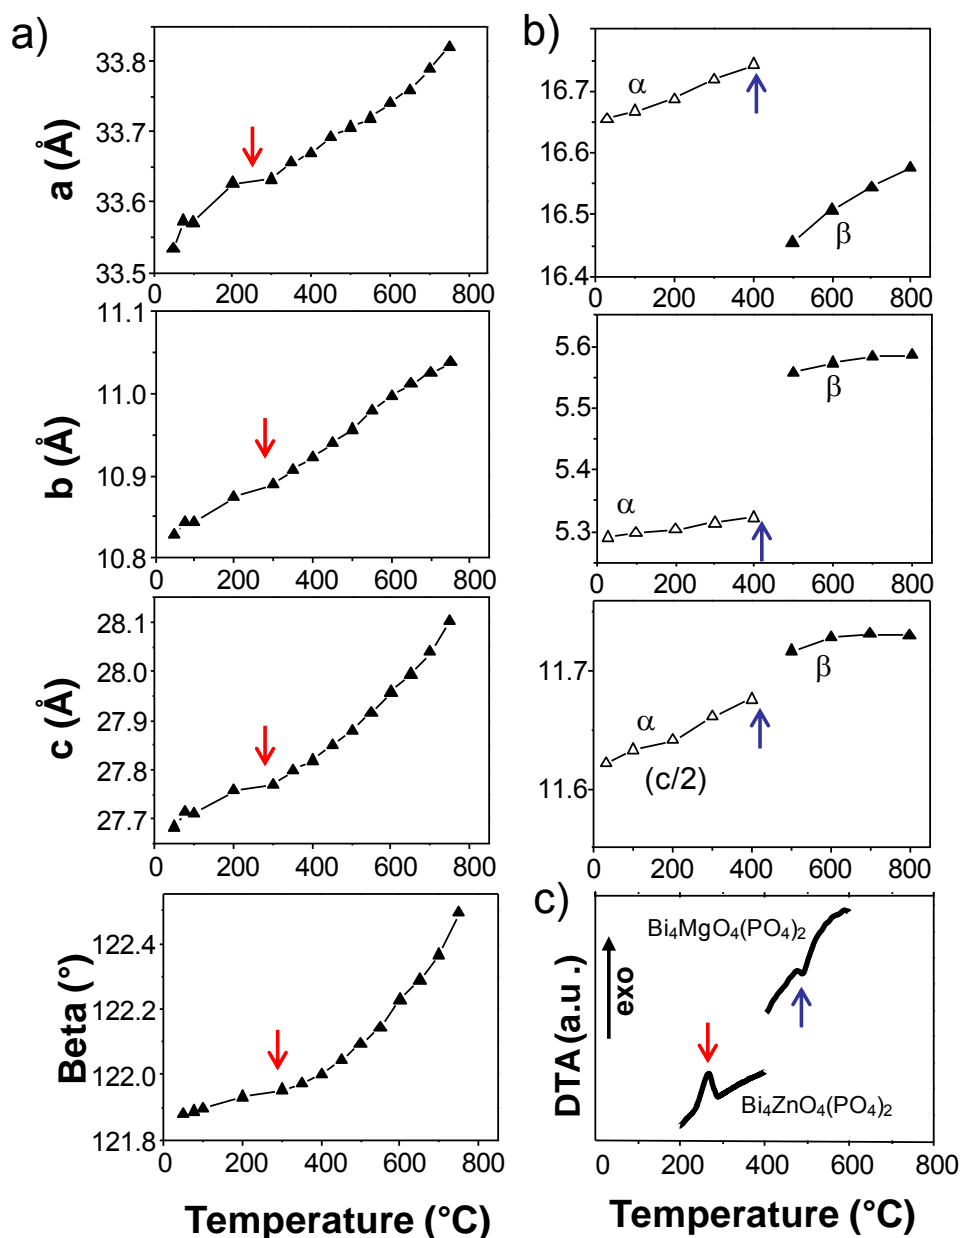 a)
33.8
33.7
33.6
33.5
a (Å)
0 200 400 600 800
11.1
11.0
10.9
10.8
b (Å)
0 200 400 600 800
28.1
28.0
27.9
27.8
27.7
c (Å)
0 200 400 600 800
122.4
122.2
122.0
121.8
Beta (°)
0 200 400 600 800
Temperature (°C)
b)
16.7
16.6
16.5
16.4
α
β
0 200 400 600 800
5.6
5.5
5.4
5.3
β
α
0 200 400 600 800
11.7
11.6
β
α
(c/2)
0 200 400 600 800
c)
DTA (a.u.)
exo
Bi₄MgO₄(PO₄)₂
Bi₄ZnO₄(PO₄)₂
0 200 400 600 800
Temperature (°C)